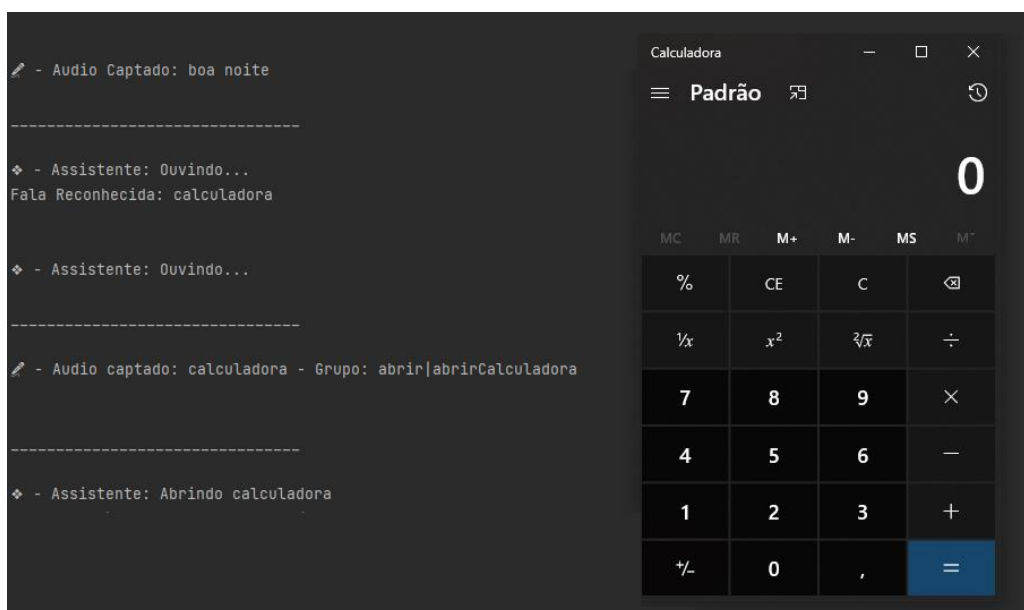 🖊 - Audio Captado: boa noite
--------------------------------
❖ - Assistente: Ouvindo...
Fala Reconhecida: calculadora
❖ - Assistente: Ouvindo...
--------------------------------
🖊 - Audio captado: calculadora - Grupo: abrir|abrirCalculadora
--------------------------------
❖ - Assistente: Abrindo calculadora
Calculadora
Padrão
0
MC MR M+ M- MS M˅
% CE C
¹/x x² ²√x ÷
7 8 9 ×
4 5 6 −
1 2 3 +
+/- 0 , =